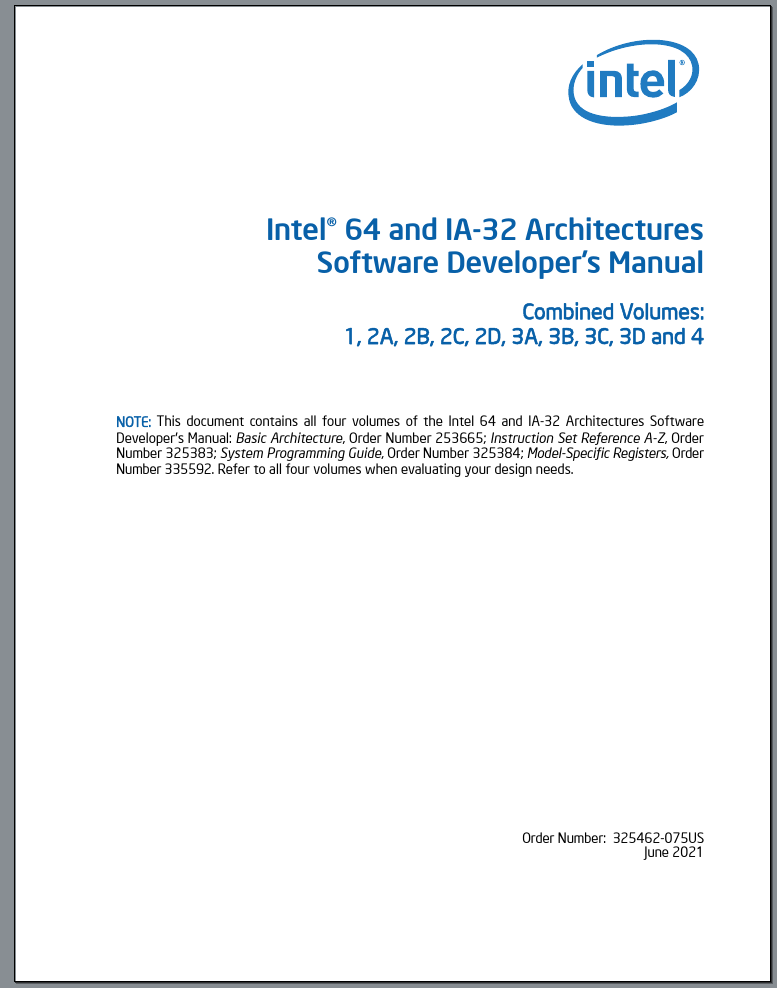 intel®
Intel® 64 and IA-32 Architectures
Software Developer’s Manual
Combined Volumes:
1, 2A, 2B, 2C, 2D, 3A, 3B, 3C, 3D and 4
NOTE: This document contains all four volumes of the Intel 64 and IA-32 Architectures Software
Developer's Manual: Basic Architecture, Order Number 253665; Instruction Set Reference A-Z, Order
Number 325383; System Programming Guide, Order Number 325384; Model-Specific Registers, Order
Number 335592. Refer to all four volumes when evaluating your design needs.
Order Number: 325462-075US
June 2021